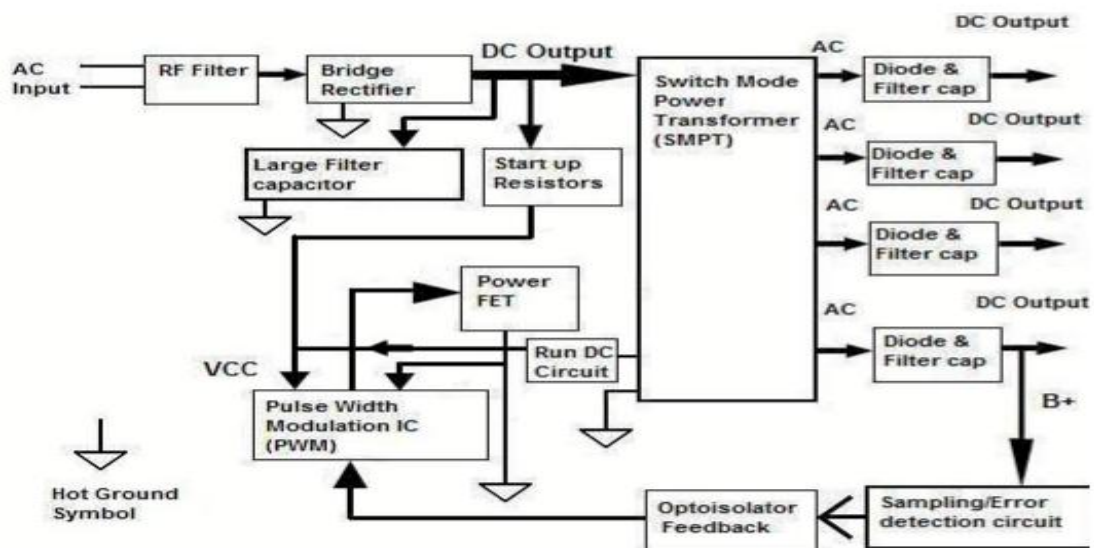 DC Output
AC
Input
RF Filter
Bridge
Rectifier
DC Output
Switch Mode
Power
Transformer
(SMPT)
AC
Diode &
Filter cap
Large Filter
capacitor
Start up
Resistors
AC
DC Output
Diode &
Filter cap
AC
DC Output
Diode &
Filter cap
Power
FET
AC
DC Output
Diode &
Filter cap
Run DC
Circuit
VCC
B+
Pulse Width
Modulation IC
(PWM)
Hot Ground
Symbol
Optoisolator
Feedback
Sampling/Error
detection circuit